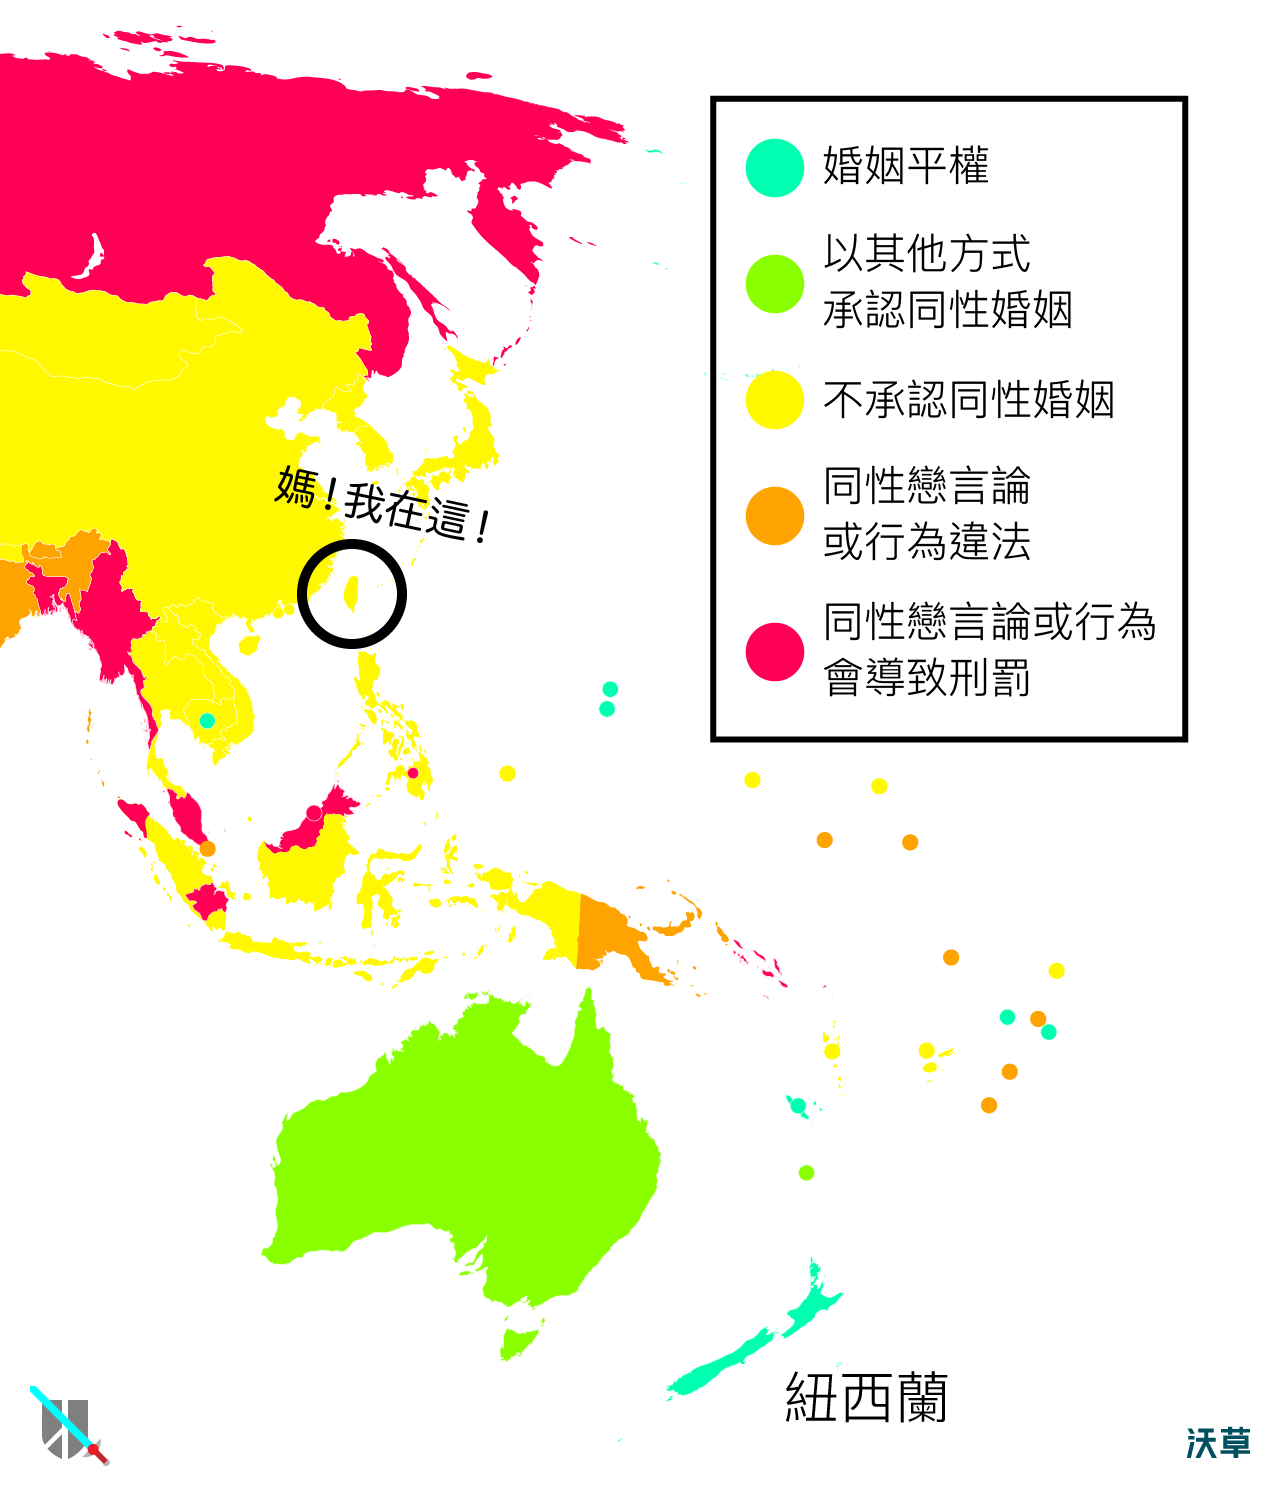 婚姻平權
以其他方式
承認同性婚姻
不承認同性婚姻
同性戀言論
或行為違法
同性戀言論或行為
會導致刑罰
媽！我在這！
紐西蘭
沃草